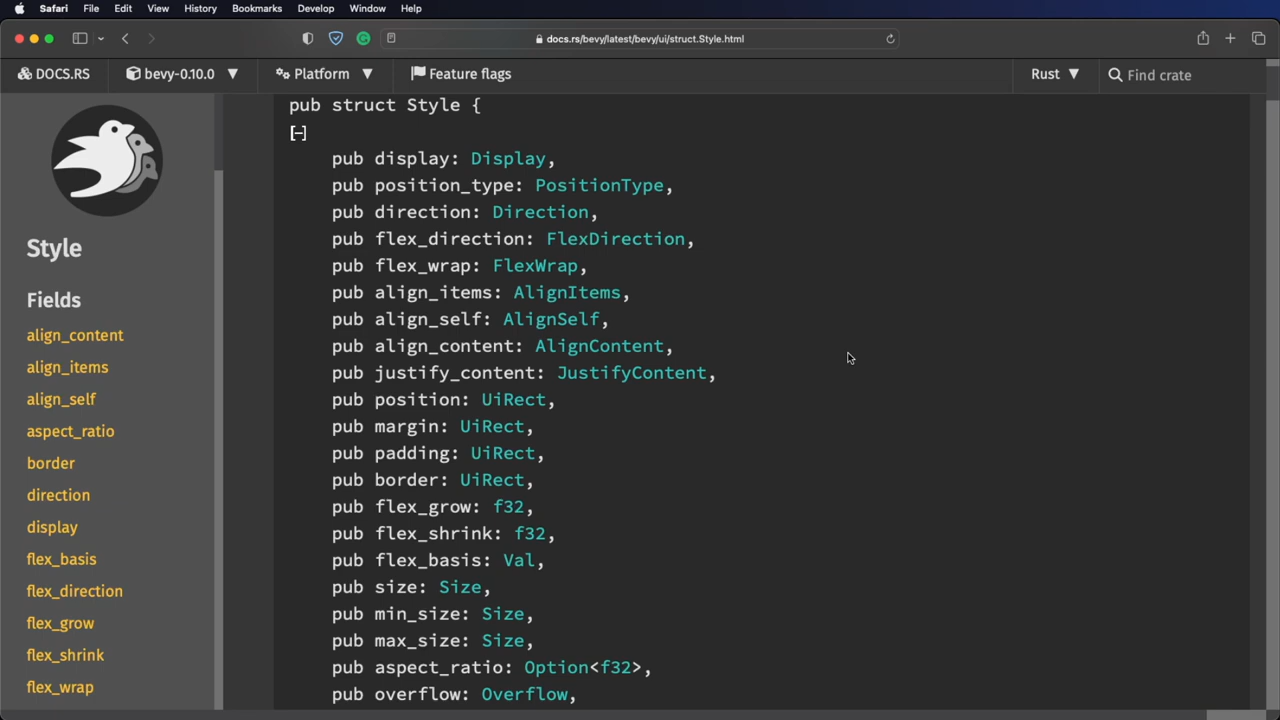 Safari File Edit View History Bookmarks Develop Window Help
docs.rs/bevy/latest/bevy/ui/struct.Style.html
DOCS.RS bevy-0.10.0 ▼ Platform ▼ Feature flags Rust ▼ Find crate
Style
Fields
align_content
align_items
align_self
aspect_ratio
border
direction
display
flex_basis
flex_direction
flex_grow
flex_shrink
flex_wrap
pub struct Style {
[−]
pub display: Display,
pub position_type: PositionType,
pub direction: Direction,
pub flex_direction: FlexDirection,
pub flex_wrap: FlexWrap,
pub align_items: AlignItems,
pub align_self: AlignSelf,
pub align_content: AlignContent,
pub justify_content: JustifyContent,
pub position: UiRect,
pub margin: UiRect,
pub padding: UiRect,
pub border: UiRect,
pub flex_grow: f32,
pub flex_shrink: f32,
pub flex_basis: Val,
pub size: Size,
pub min_size: Size,
pub max_size: Size,
pub aspect_ratio: Option<f32>,
pub overflow: Overflow,